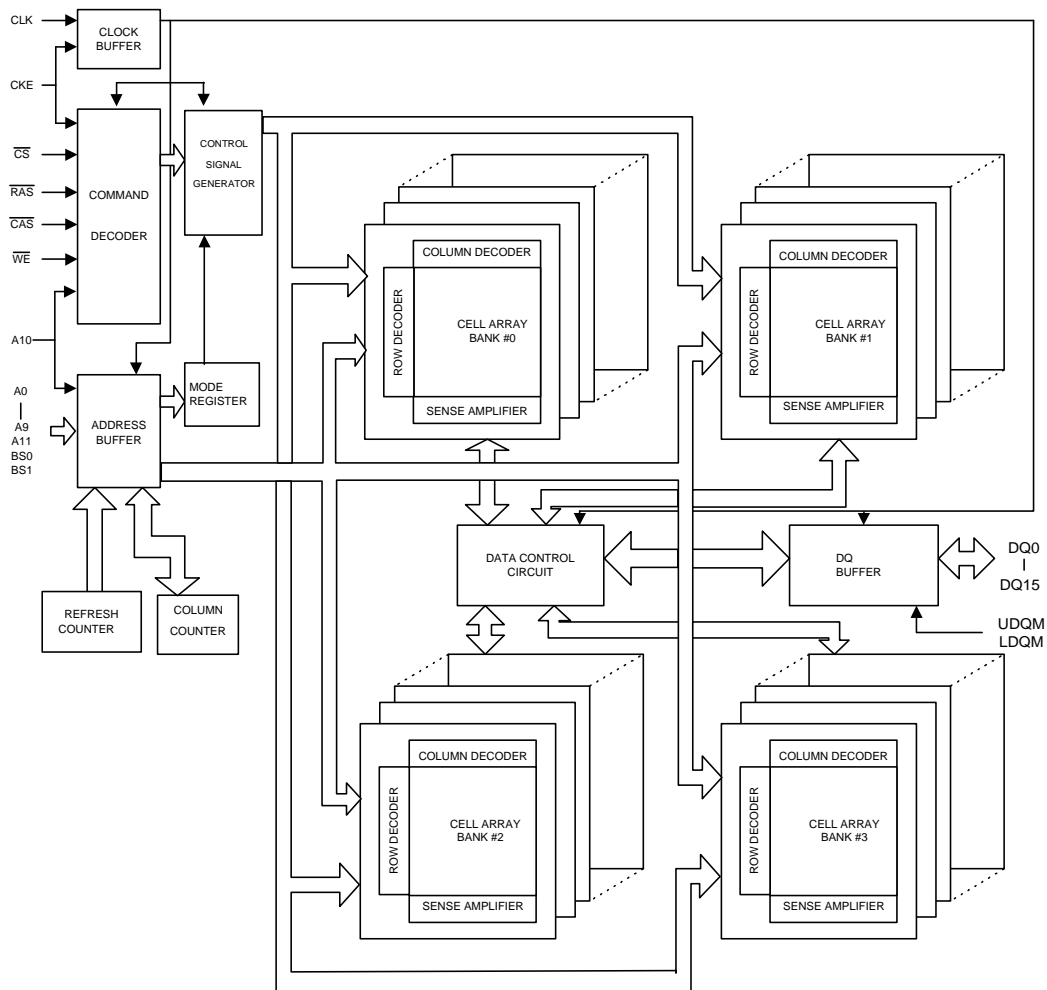 CLK
CLOCK
BUFFER
CKE
CS
RAS
CAS
WE
COMMAND
DECODER
CONTROL
SIGNAL
GENERATOR
A10
A0
A9
A11
BS0
BS1
ADDRESS
BUFFER
MODE
REGISTER
REFRESH
COUNTER
COLUMN
COUNTER
COLUMN DECODER
ROW DECODER
CELL ARRAY
BANK #0
SENSE AMPLIFIER
COLUMN DECODER
ROW DECODER
CELL ARRAY
BANK #1
SENSE AMPLIFIER
DATA CONTROL
CIRCUIT
DQ
BUFFER
DQ0
DQ15
UDQM
LDQM
COLUMN DECODER
ROW DECODER
CELL ARRAY
BANK #2
SENSE AMPLIFIER
COLUMN DECODER
ROW DECODER
CELL ARRAY
BANK #3
SENSE AMPLIFIER